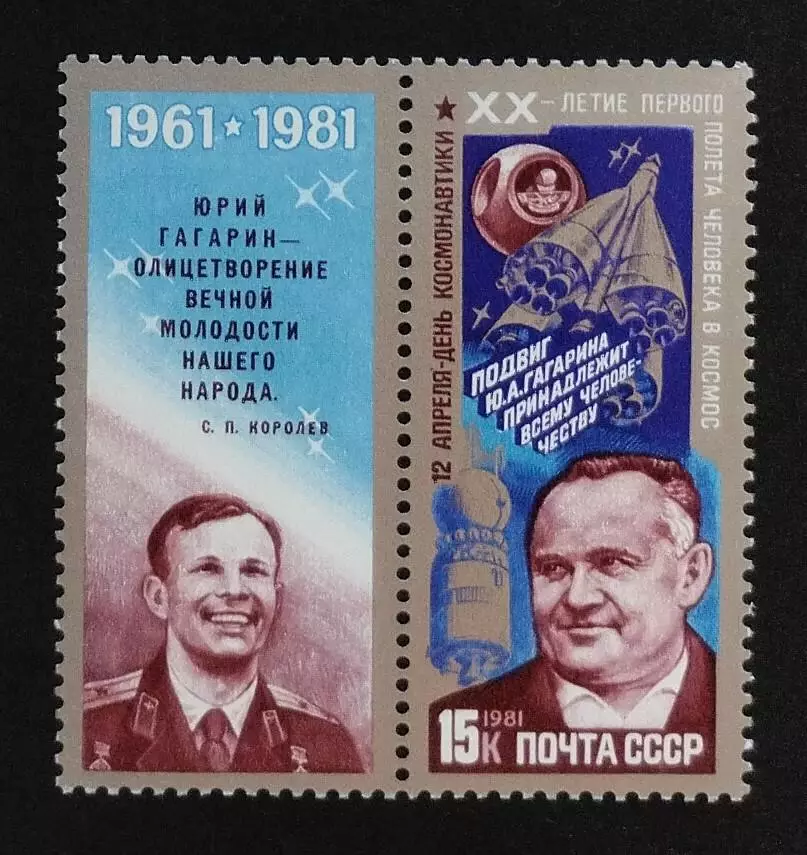 1961 ★ 1981
ЮРИЙ
ГАГАРИН—
ОЛИЦЕТВОРЕНИЕ
ВЕЧНОЙ
МОЛОДОСТИ
НАШЕГО
НАРОДА.
С. П. КОРОЛЕВ
12 АПРЕЛЯ-ДЕНЬ КОСМОНАВТИКИ ★
XX-ЛЕТИЕ ПЕРВОГО
ПОЛЕТА ЧЕЛОВЕКА В КОСМОС
ПОДВИГ
Ю.А.ГАГАРИНА
ПРИНАДЛЕЖИТ
ВСЕМУ ЧЕЛОВЕ-
ЧЕСТВУ
1981
15К ПОЧТА СССР